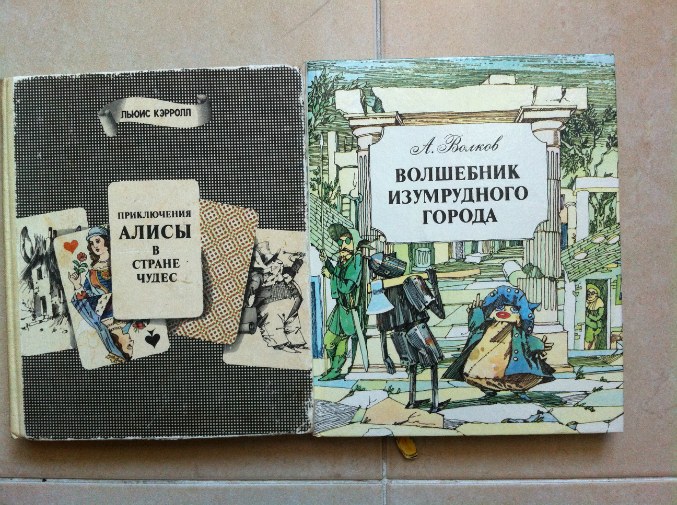 ЛЬЮИС КЭРРОЛЛ
ПРИКЛЮЧЕНИЯ
АЛИСЫ
В
СТРАНЕ
ЧУДЕС
А. Волков
ВОЛШЕБНИК
ИЗУМРУДНОГО
ГОРОДА